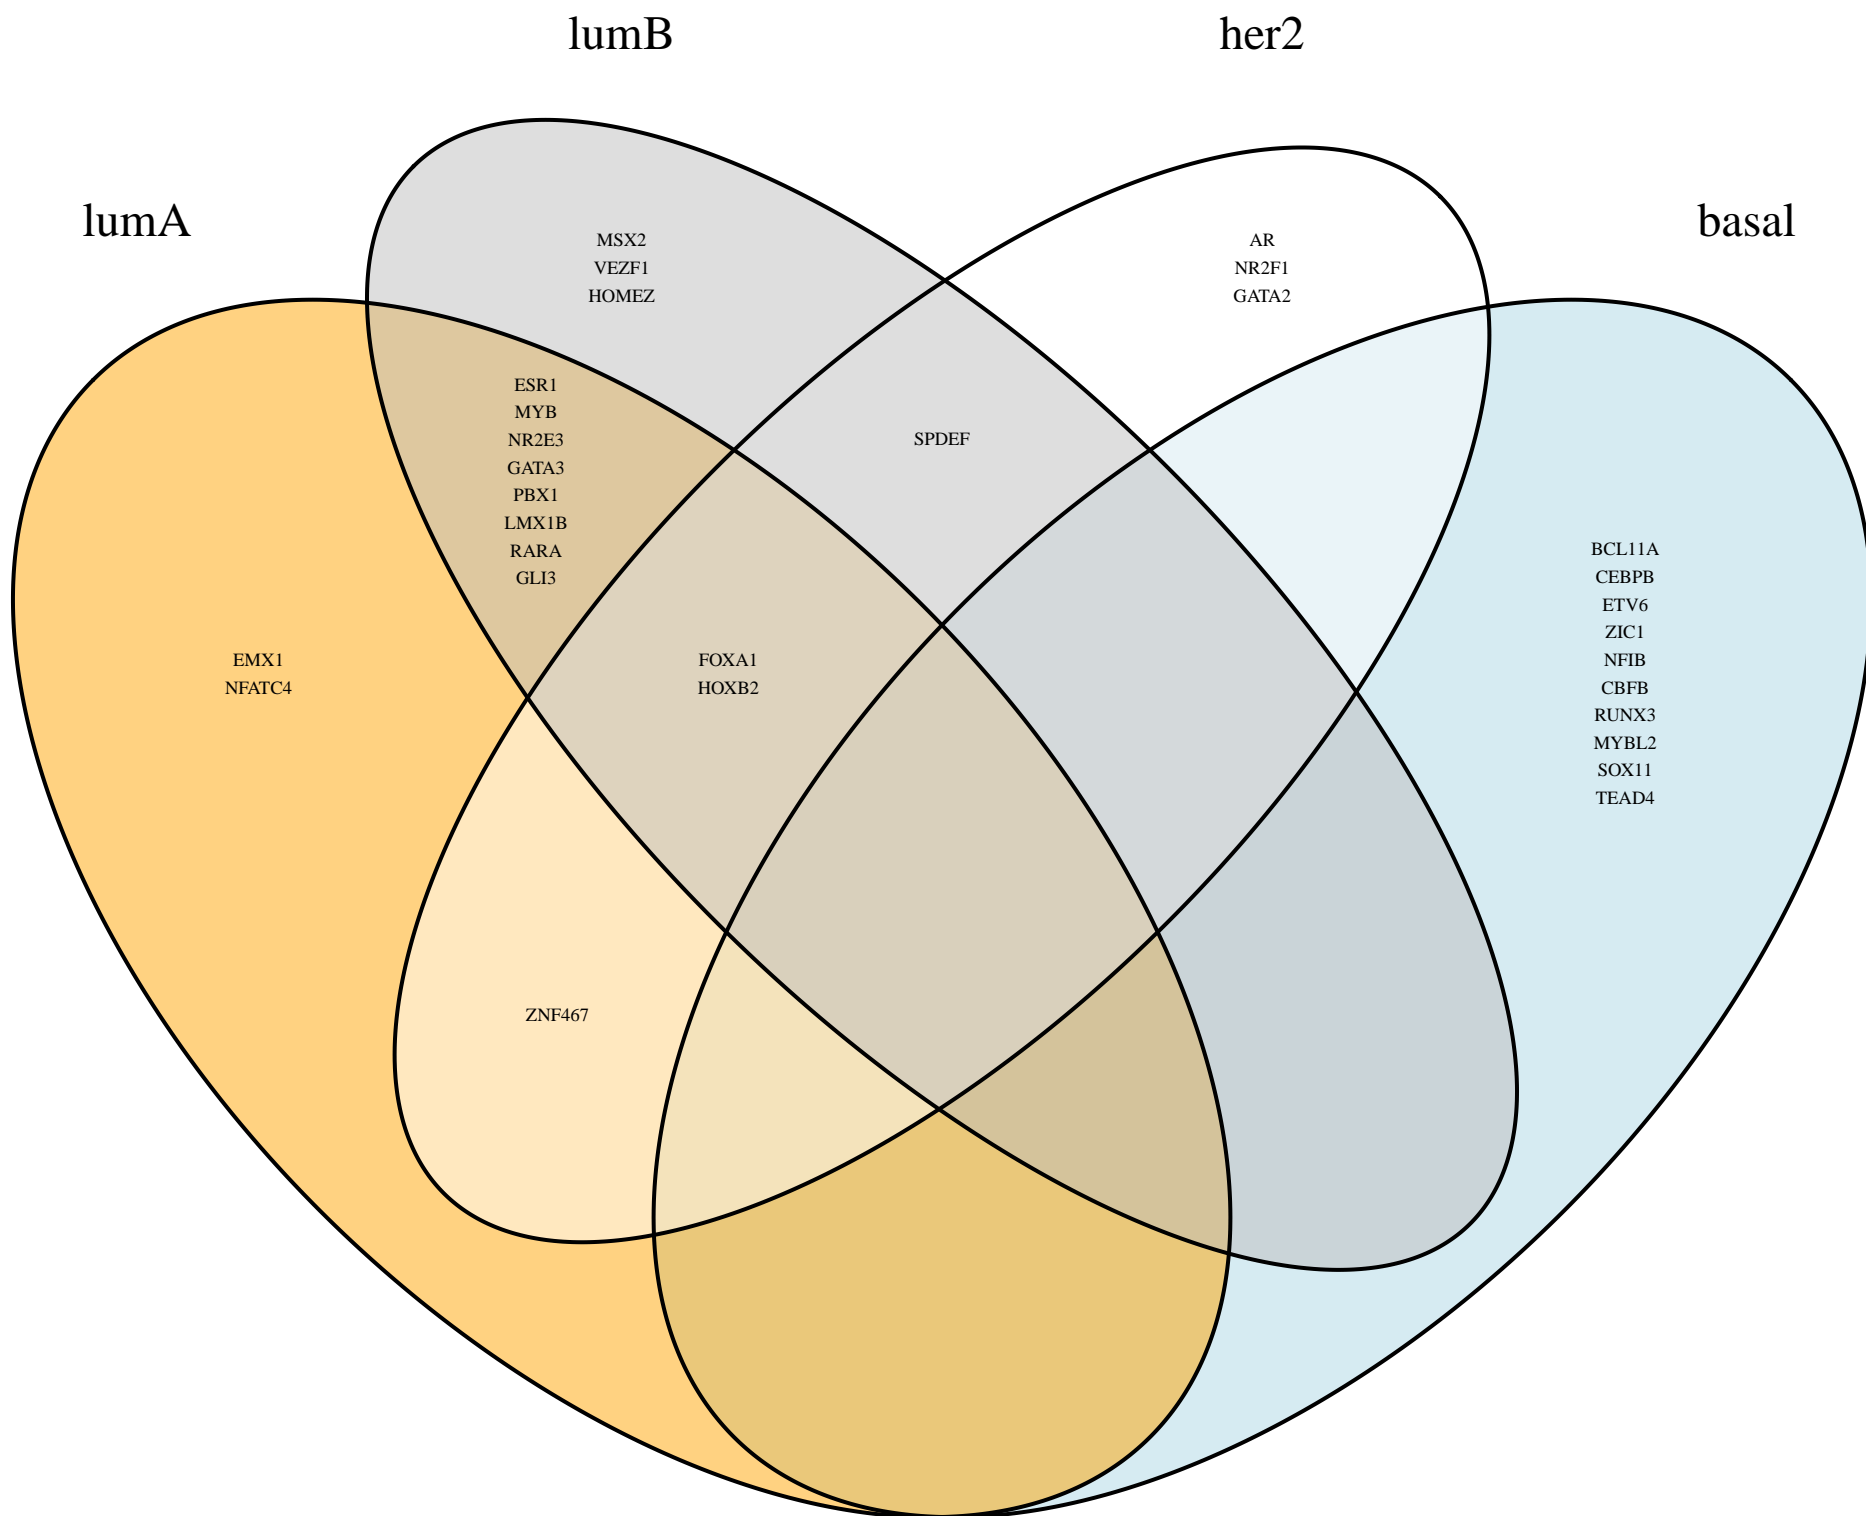 lumB
her2
lumA
basal
MSX2
VEZF1
HOMEZ
AR
NR2F1
GATA2
ESR1
MYB
NR2E3
GATA3
PBX1
LMX1B
RARA
GLI3
SPDEF
BCL11A
CEBPB
ETV6
ZIC1
NFIB
CBFB
RUNX3
MYBL2
SOX11
TEAD4
EMX1
NFATC4
FOXA1
HOXB2
ZNF467